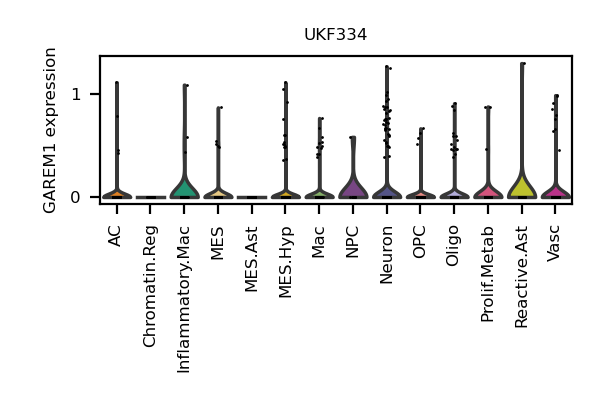 UKF334
GAREM1 expression
1
0
AC
Chromatin.Reg
Inflammatory.Mac
MES
MES.Ast
MES.Hyp
Mac
NPC
Neuron
OPC
Oligo
Prolif.Metab
Reactive.Ast
Vasc